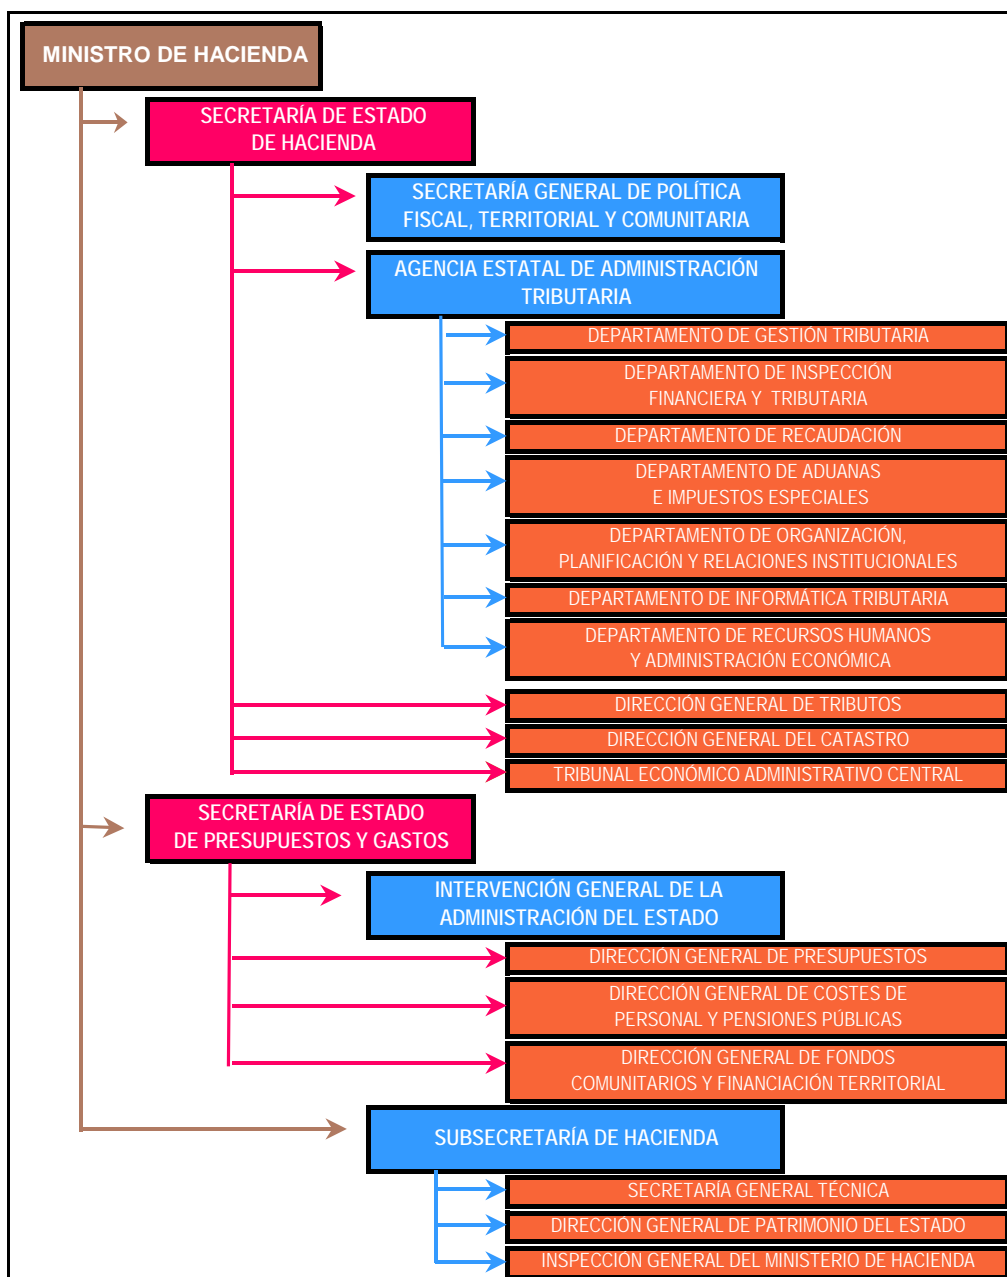 MINISTRO DE HACIENDA
SECRETARÍA DE ESTADO
DE HACIENDA
SECRETARÍA GENERAL DE POLÍTICA
FISCAL, TERRITORIAL Y COMUNITARIA
AGENCIA ESTATAL DE ADMINISTRACIÓN
TRIBUTARIA
DEPARTAMENTO DE GESTIÓN TRIBUTARIA
DEPARTAMENTO DE INSPECCIÓN
FINANCIERA Y TRIBUTARIA
DEPARTAMENTO DE RECAUDACIÓN
DEPARTAMENTO DE ADUANAS
E IMPUESTOS ESPECIALES
DEPARTAMENTO DE ORGANIZACIÓN,
PLANIFICACIÓN Y RELACIONES INSTITUCIONALES
DEPARTAMENTO DE INFORMÁTICA TRIBUTARIA
DEPARTAMENTO DE RECURSOS HUMANOS
Y ADMINISTRACIÓN ECONÓMICA
DIRECCIÓN GENERAL DE TRIBUTOS
DIRECCIÓN GENERAL DEL CATASTRO
TRIBUNAL ECONÓMICO ADMINISTRATIVO CENTRAL
SECRETARÍA DE ESTADO
DE PRESUPUESTOS Y GASTOS
INTERVENCIÓN GENERAL DE LA
ADMINISTRACIÓN DEL ESTADO
DIRECCIÓN GENERAL DE PRESUPUESTOS
DIRECCIÓN GENERAL DE COSTES DE
PERSONAL Y PENSIONES PÚBLICAS
DIRECCIÓN GENERAL DE FONDOS
COMUNITARIOS Y FINANCIACIÓN TERRITORIAL
SUBSECRETARÍA DE HACIENDA
SECRETARÍA GENERAL TÉCNICA
DIRECCIÓN GENERAL DE PATRIMONIO DEL ESTADO
INSPECCIÓN GENERAL DEL MINISTERIO DE HACIENDA